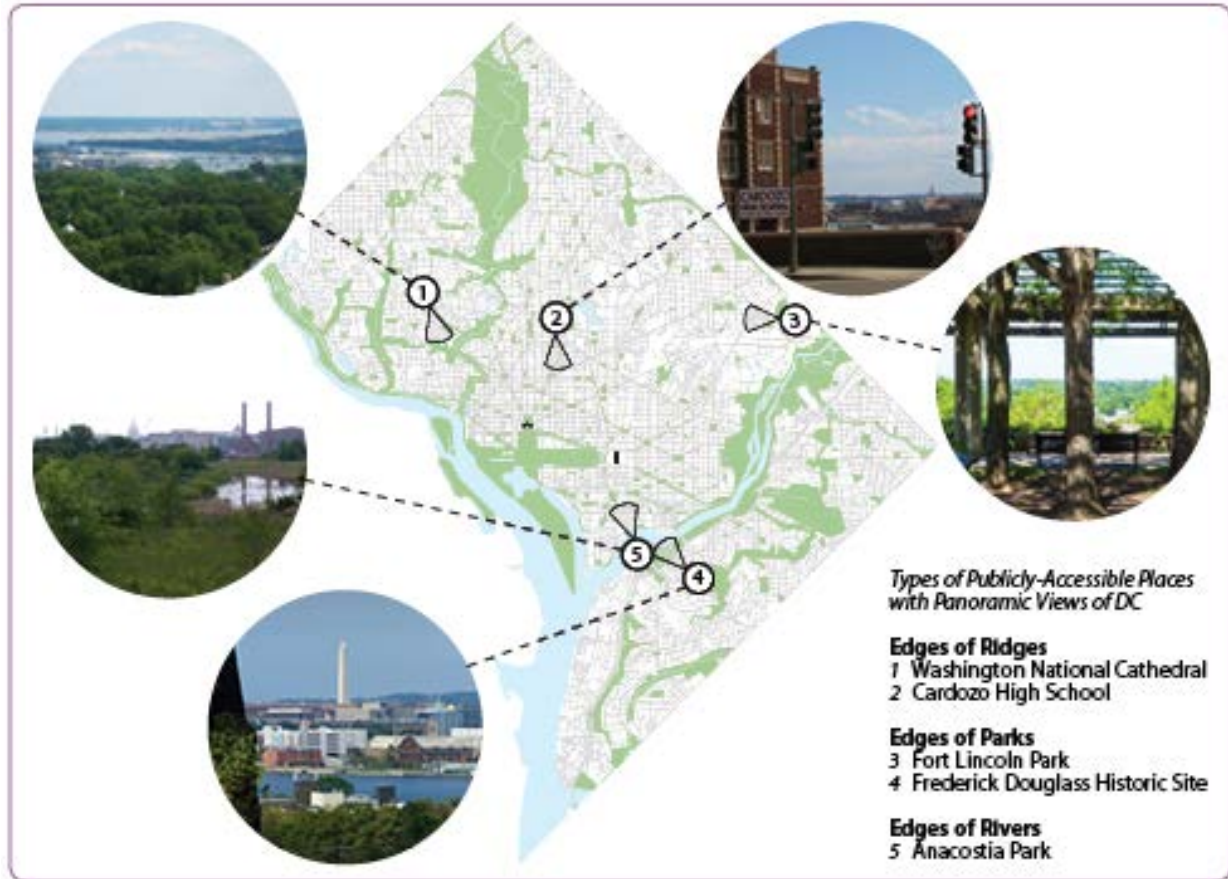 1
2
3
4
5
CARDOZO
Types of Publicly-Accessible Places
with Panoramic Views of DC
Edges of Ridges
1 Washington National Cathedral
2 Cardozo High School
Edges of Parks
3 Fort Lincoln Park
4 Frederick Douglass Historic Site
Edges of Rivers
5 Anacostia Park